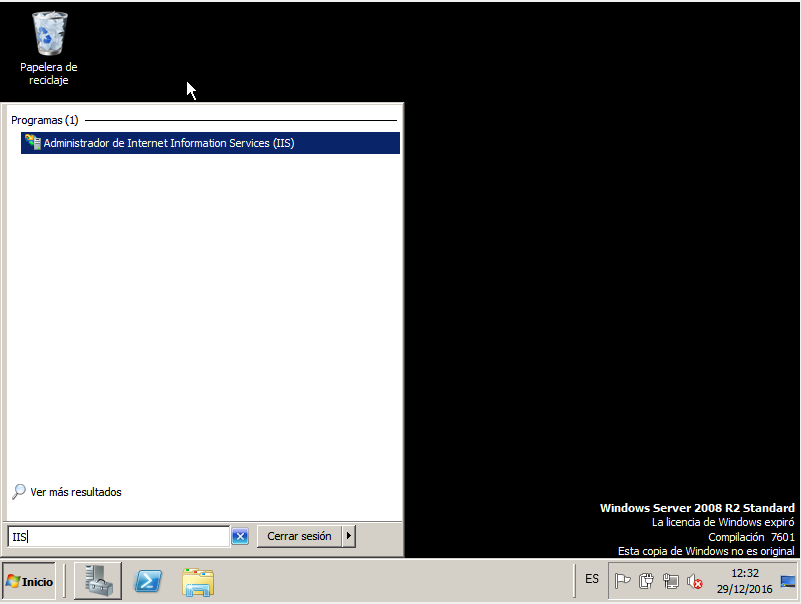 Papelera de
reciclaje
Programas (1)
Administrador de Internet Information Services (IIS)
Ver más resultados
IIS
Cerrar sesión
Windows Server 2008 R2 Standard
La licencia de Windows expiró
Compilación 7601
Esta copia de Windows no es original
Inicio
ES
12:32
29/12/2016